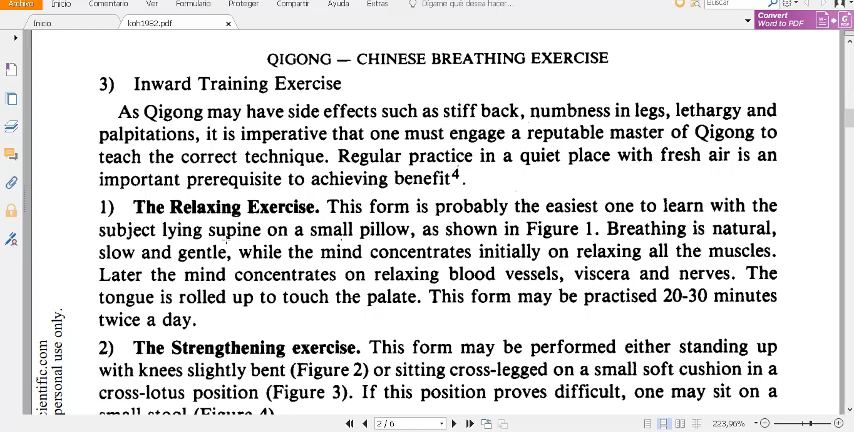 Archivo Inicio Comentario Ver Formulario Proteger Compartir Ayuda Extras Dígame qué desea hacer... Buscar
Inicio koh1982.pdf × Convert
Word to PDF
QIGONG — CHINESE BREATHING EXERCISE
3) Inward Training Exercise
As Qigong may have side effects such as stiff back, numbness in legs, lethargy and
palpitations, it is imperative that one must engage a reputable master of Qigong to
teach the correct technique. Regular practice in a quiet place with fresh air is an
important prerequisite to achieving benefit⁴.
1) The Relaxing Exercise. This form is probably the easiest one to learn with the
subject lying supine on a small pillow, as shown in Figure 1. Breathing is natural,
slow and gentle, while the mind concentrates initially on relaxing all the muscles.
Later the mind concentrates on relaxing blood vessels, viscera and nerves. The
tongue is rolled up to touch the palate. This form may be practised 20-30 minutes
twice a day.
2) The Strengthening exercise. This form may be performed either standing up
with knees slightly bent (Figure 2) or sitting cross-legged on a small soft cushion in a
cross-lotus position (Figure 3). If this position proves difficult, one may sit on a
small stool (Figure 4)
cientific.com
personal use only.
2 / 6 223,96%